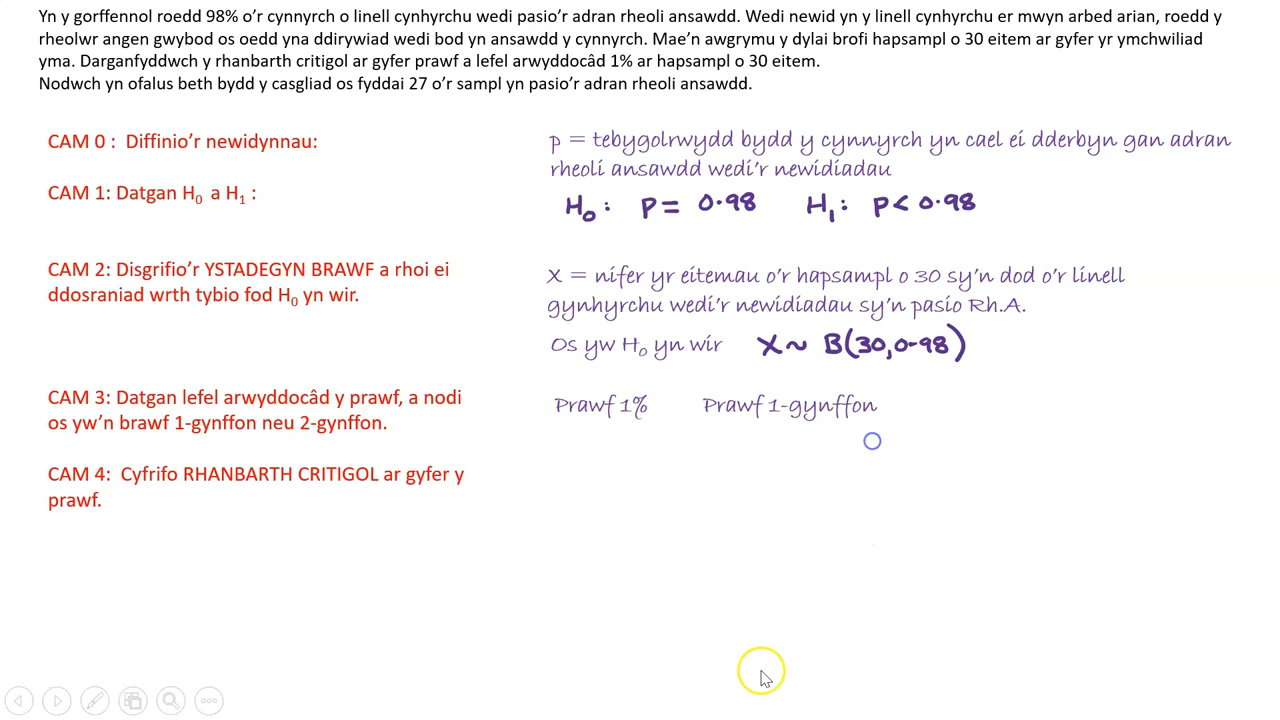 Yn y gorffennol roedd 98% o'r cynnyrch o linell cynhyrchu wedi pasio'r adran rheoli ansawdd. Wedi newid yn y linell cynhyrchu er mwyn arbed arian, roedd y
rheolwr angen gwybod os oedd yna ddirywiad wedi bod yn ansawdd y cynnyrch. Mae'n awgrymu y dylai brofi hapsampl o 30 eitem ar gyfer yr ymchwiliad
yma. Darganfyddwch y rhanbarth critigol ar gyfer prawf a lefel arwyddocâd 1% ar hapsampl o 30 eitem.
Nodwch yn ofalus beth bydd y casgliad os fyddai 27 o'r sampl yn pasio'r adran rheoli ansawdd.
CAM 0 : Diffinio'r newidynnau:
p = tebygolrwydd bydd y cynnyrch yn cael ei dderbyn gan adran
rheoli ansawdd wedi'r newidiadau
CAM 1: Datgan H₀ a H₁ :
H₀ : P = 0.98 H₁ : P < 0.98
CAM 2: Disgrifio'r YSTADEGYN BRAWF a rhoi ei
ddosraniad wrth tybio fod H₀ yn wir.
X = nifer yr eitemau o'r hapsampl o 30 sy'n dod o'r linell
gynhyrchu wedi'r newidiadau sy'n pasio Rh.A.
Os yw H₀ yn wir X ~ B(30, 0.98)
CAM 3: Datgan lefel arwyddocâd y prawf, a nodi
os yw'n brawf 1-gynffon neu 2-gynffon.
Prawf 1% Prawf 1-gynffon
CAM 4: Cyfrifo RHANBARTH CRITIGOL ar gyfer y
prawf.